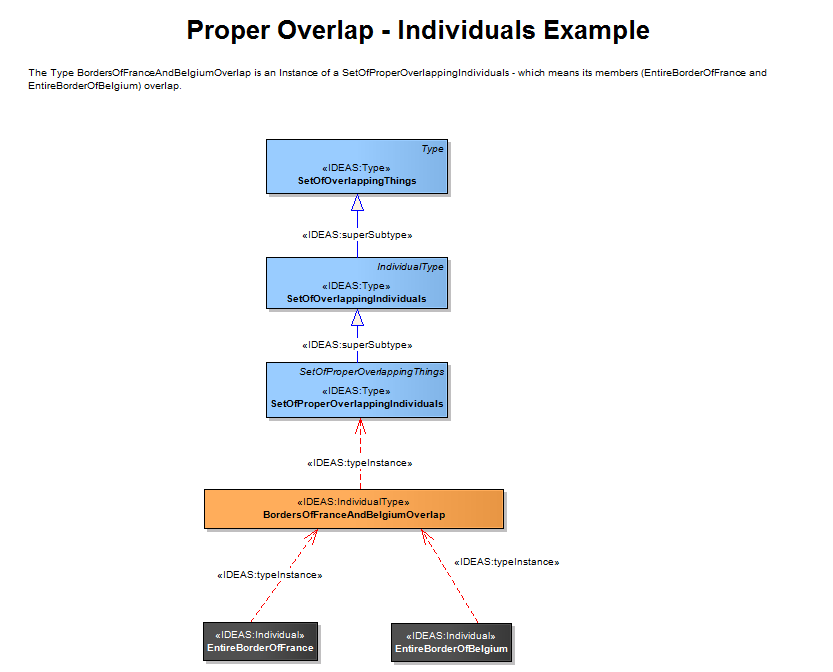 Proper Overlap - Individuals Example
The Type BordersOfFranceAndBelgiumOverlap is an Instance of a SetOfProperOverlappingIndividuals - which means its members (EntireBorderOfFrance and
EntireBorderOfBelgium) overlap.
Type
«IDEAS:Type»
SetOfOverlappingThings
«IDEAS:superSubtype»
IndividualType
«IDEAS:Type»
SetOfOverlappingIndividuals
«IDEAS:superSubtype»
SetOfProperOverlappingThings
«IDEAS:Type»
SetOfProperOverlappingIndividuals
«IDEAS:typeInstance»
«IDEAS:IndividualType»
BordersOfFranceAndBelgiumOverlap
«IDEAS:typeInstance»
«IDEAS:typeInstance»
«IDEAS:Individual»
EntireBorderOfFrance
«IDEAS:Individual»
EntireBorderOfBelgium